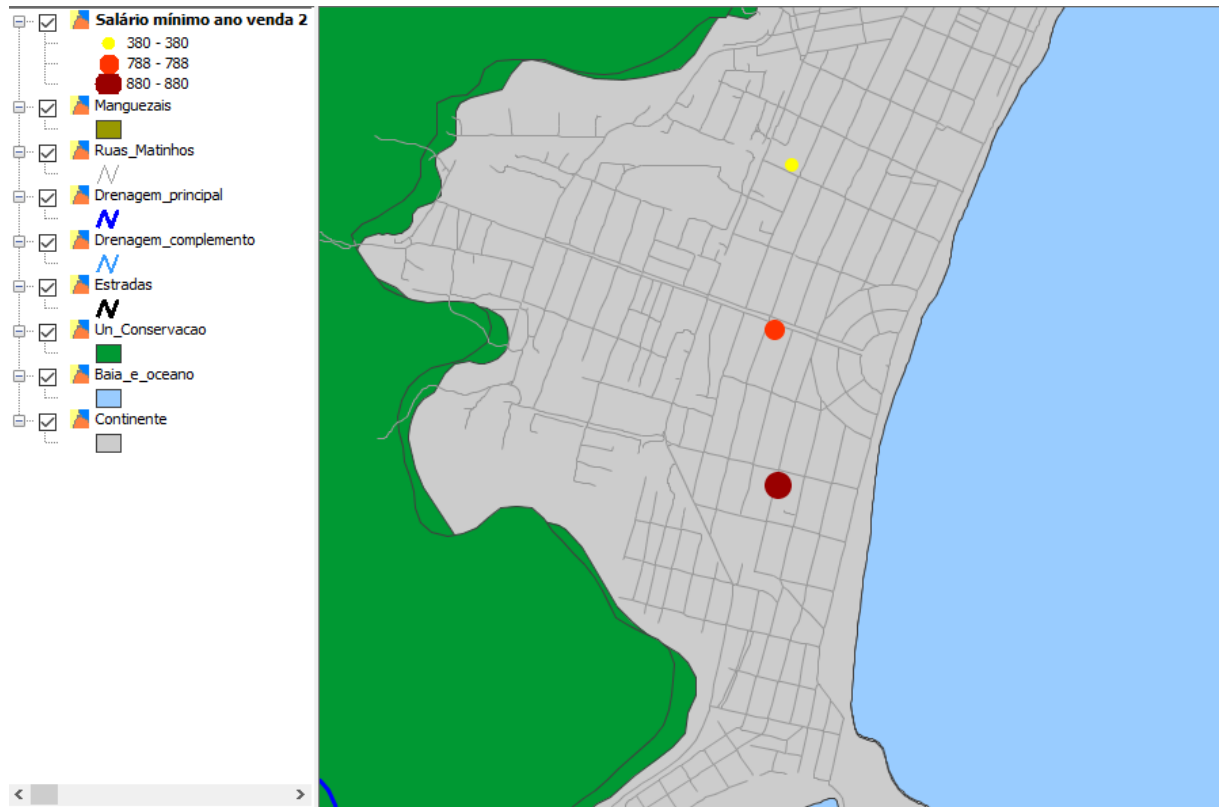 Salário mínimo ano venda 2
380 - 380
788 - 788
880 - 880
Manguezais
Ruas_Matinhos
Drenagem_principal
Drenagem_complemento
Estradas
Un_Conservacao
Baia_e_oceano
Continente